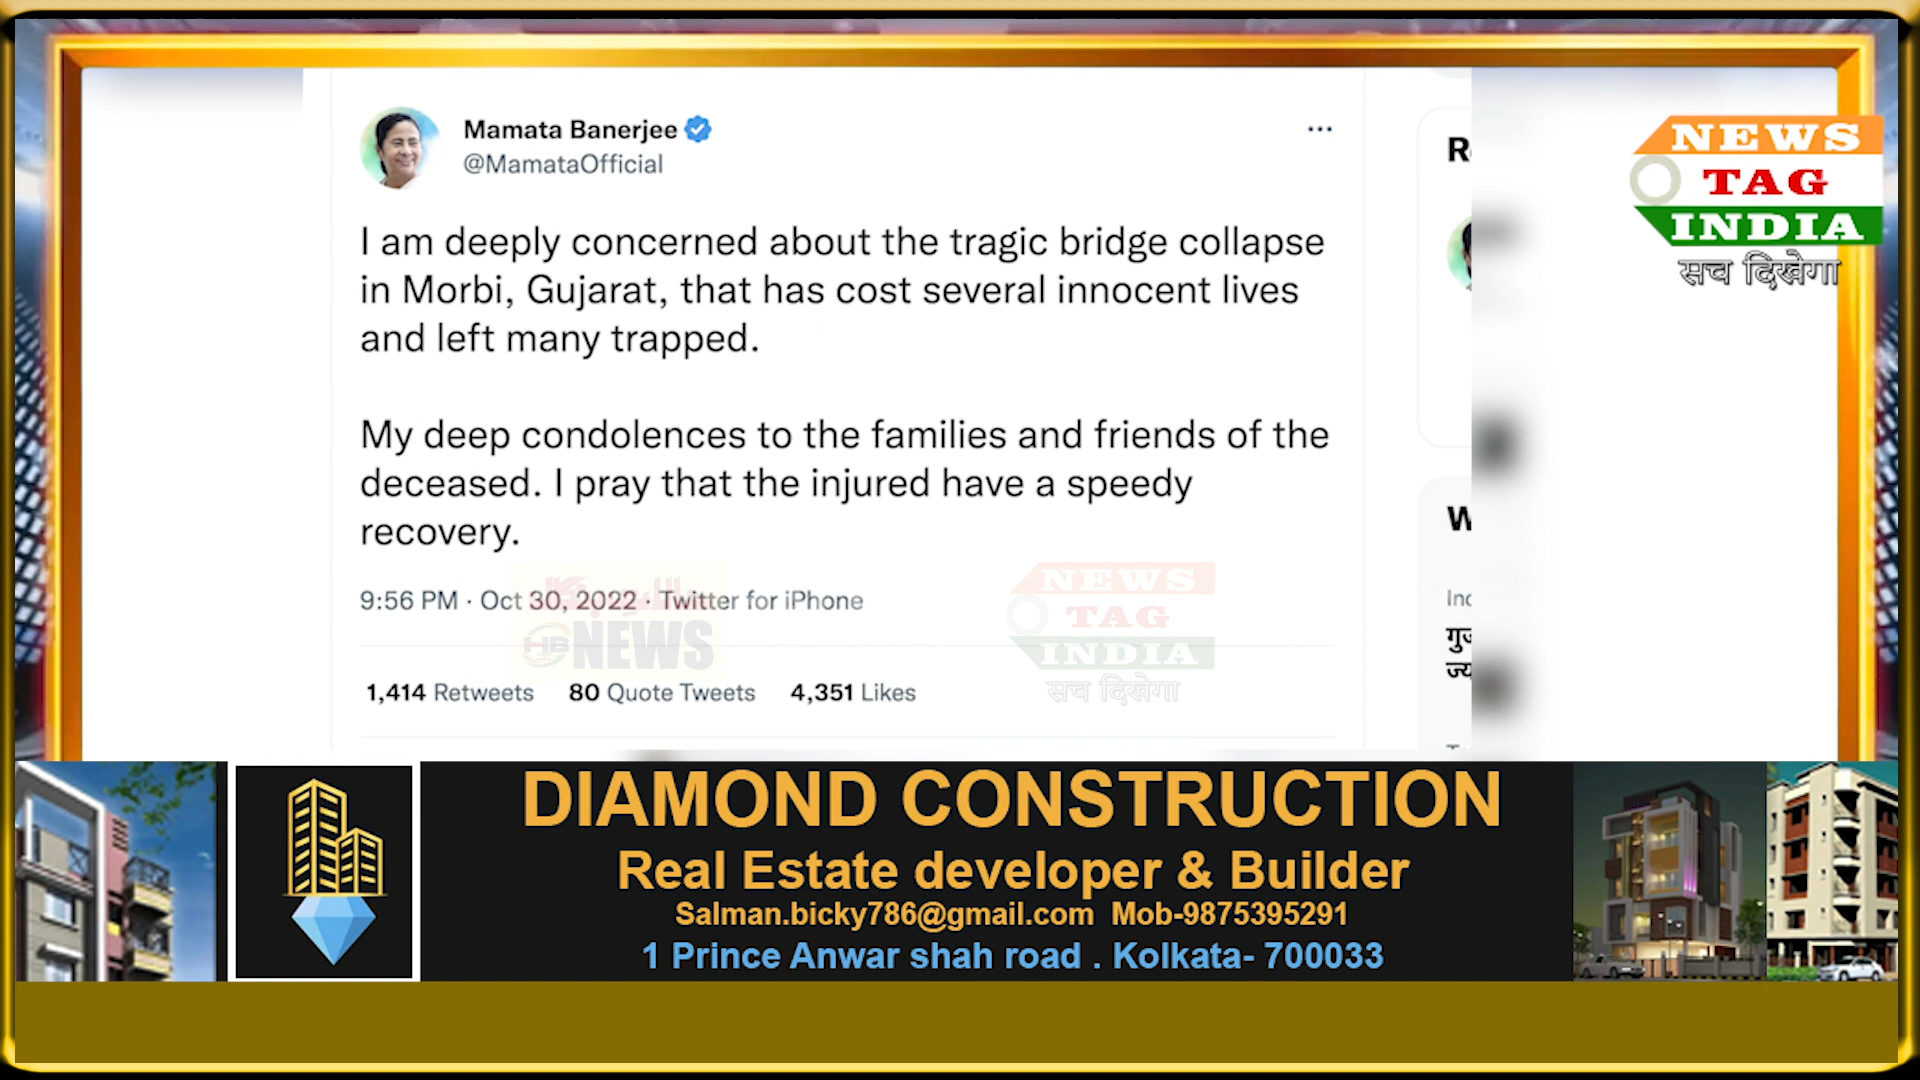 Mamata Banerjee
@MamataOfficial
I am deeply concerned about the tragic bridge collapse
in Morbi, Gujarat, that has cost several innocent lives
and left many trapped.
My deep condolences to the families and friends of the
deceased. I pray that the injured have a speedy
recovery.
9:56 PM · Oct 30, 2022 · Twitter for iPhone
1,414 Retweets 80 Quote Tweets 4,351 Likes
HB NEWS
NEWS
TAG
INDIA
सच दिखेगा
NEWS
TAG
INDIA
सच दिखेगा
DIAMOND CONSTRUCTION
Real Estate developer & Builder
Salman.bicky786@gmail.com Mob-9875395291
1 Prince Anwar shah road . Kolkata- 700033